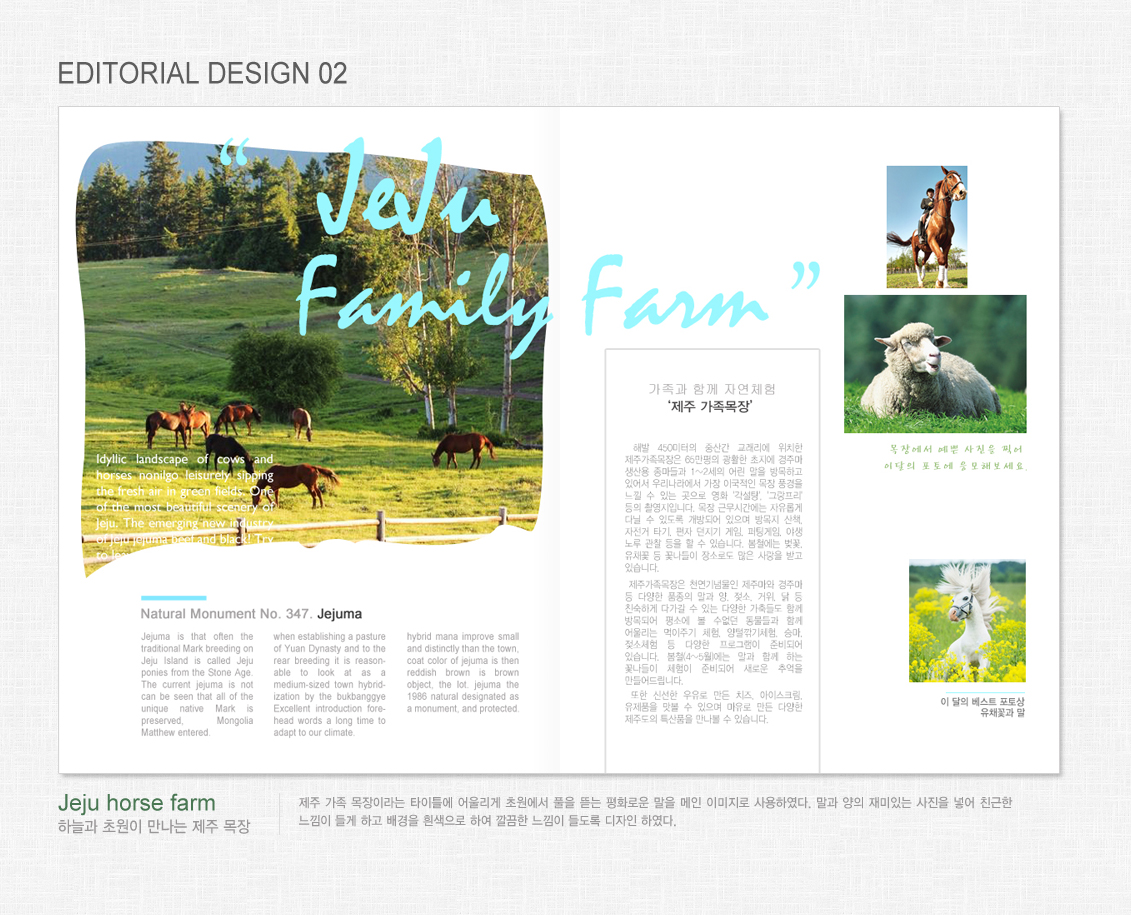 EDITORIAL DESIGN 02
“ JeJu
Family Farm ”
Idyllic landscape of cows and
horses nonilgo leisurely sipping
the fresh air in green fields. One
of the most beautiful scenery of
Jeju. The emerging new industry
of jeju jejuma beef and black! Try
Natural Monument No. 347. Jejuma
Jejuma is that often the
traditional Mark breeding on
Jeju Island is called Jeju
ponies from the Stone Age.
The current jejuma is not
can be seen that all of the
unique native Mark is
preserved, Mongolia
Matthew entered.
when establishing a pasture
of Yuan Dynasty and to the
rear breeding it is reason-
able to look at as a
medium-sized town hybrid-
ization by the bukbanggye
Excellent introduction fore-
head words a long time to
adapt to our climate.
hybrid mana improve small
and distinctly than the town,
coat color of jejuma is then
reddish brown is brown
object, the lot. jejuma the
1986 natural designated as
a monument, and protected.
가족과 함께 자연체험
‘제주 가족목장’
해발 450미터의 중산간 교래리에 위치한
제주가족목장은 65만평의 광활한 초지에 경주마
생산용 종마들과 1~2세의 어린 말을 방목하고
있어서 우리나라에서 가장 이국적인 목장 풍경을
느낄 수 있는 곳으로 영화 '각설탕', '그랑프리'
등의 촬영지입니다. 목장 근무시간에는 자유롭게
다닐 수 있도록 개방되어 있으며 방목지 산책,
자전거 타기, 편자 던지기 게임, 퍼팅게임, 야생
노루 관찰 등을 할 수 있습니다. 봄철에는 벚꽃,
유채꽃 등 꽃나들이 장소로도 많은 사랑을 받고
있습니다.
제주가족목장은 천연기념물인 제주마와 경주마
등 다양한 품종의 말과 양, 젖소, 거위, 닭 등
친숙하게 다가갈 수 있는 다양한 가축들도 함께
방목되어 평소에 볼 수없던 동물들과 함께
어울리는 먹이주기 체험, 양털깎기체험, 승마,
젖소체험 등 다양한 프로그램이 준비되어
있습니다. 봄철(4~5월)에는 말과 함께 하는
꽃나들이 체험이 준비되어 새로운 추억을
만들어드립니다.
또한 신선한 우유로 만든 치즈, 아이스크림,
유제품을 맛볼 수 있으며 마유로 만든 다양한
제주도의 특산품을 만나볼 수 있습니다.
목장에서 예쁜 사진을 찍어
이달의 포토에 응모해보세요.
이 달의 베스트 포토상
유채꽃과 말
Jeju horse farm
하늘과 초원이 만나는 제주 목장
제주 가족 목장이라는 타이틀에 어울리게 초원에서 풀을 뜯는 평화로운 말을 메인 이미지로 사용하였다. 말과 양의 재미있는 사진을 넣어 친근한
느낌이 들게 하고 배경을 흰색으로 하여 깔끔한 느낌이 들도록 디자인 하였다.